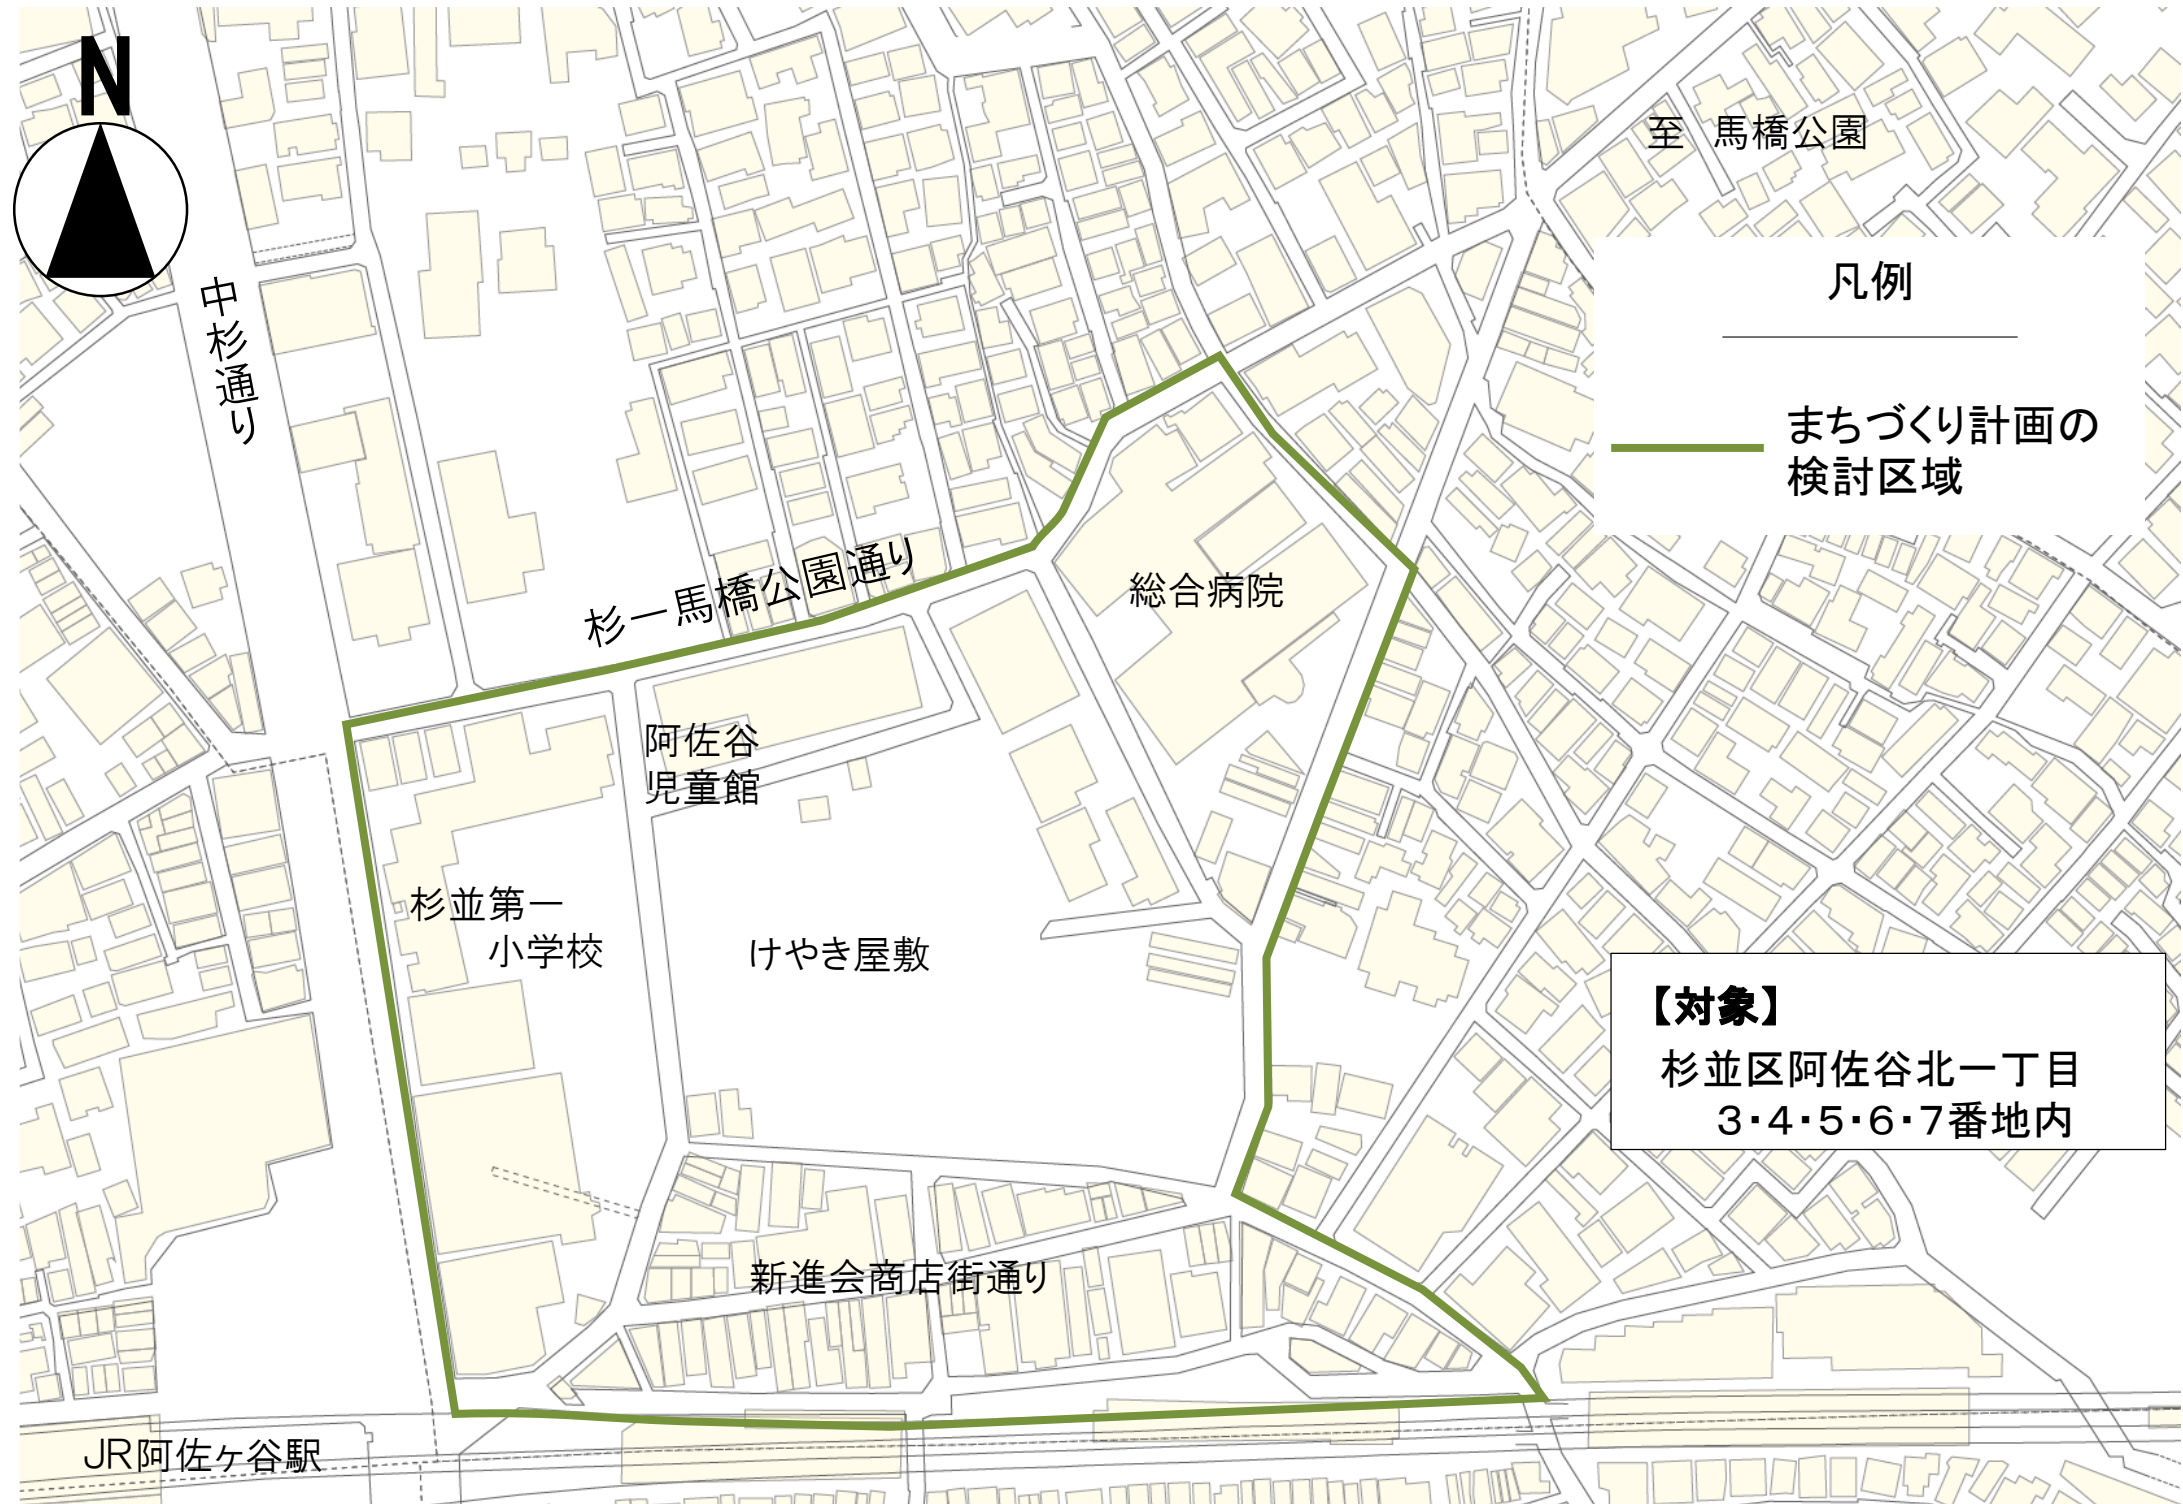 N
至　馬橋公園
中杉通り
凡例
まちづくり計画の
検討区域
杉一馬橋公園通り
総合病院
阿佐谷
児童館
杉並第一
小学校
けやき屋敷
【対象】
杉並区阿佐谷北一丁目
３・４・５・６・７番地内
新進会商店街通り
JR阿佐ヶ谷駅